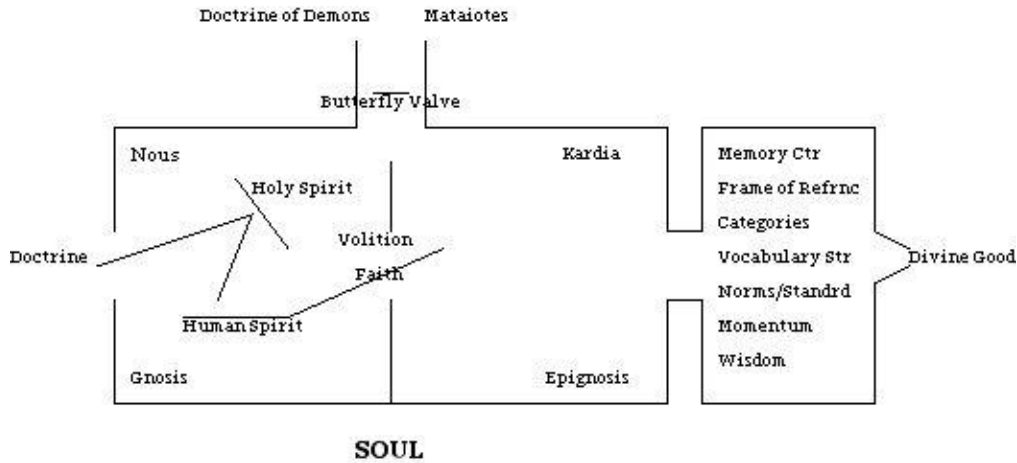 Doctrine of Demons
Mataiotes
Butterfly Valve
Nous
Kardia
Memory Ctr
Holy Spirit
Frame of Refrnc
Categories
Volition
Doctrine
Vocabulary Str
Divine Good
Faith
Norms/Standrd
Human Spirit
Momentum
Wisdom
Gnosis
Epignosis
SOUL